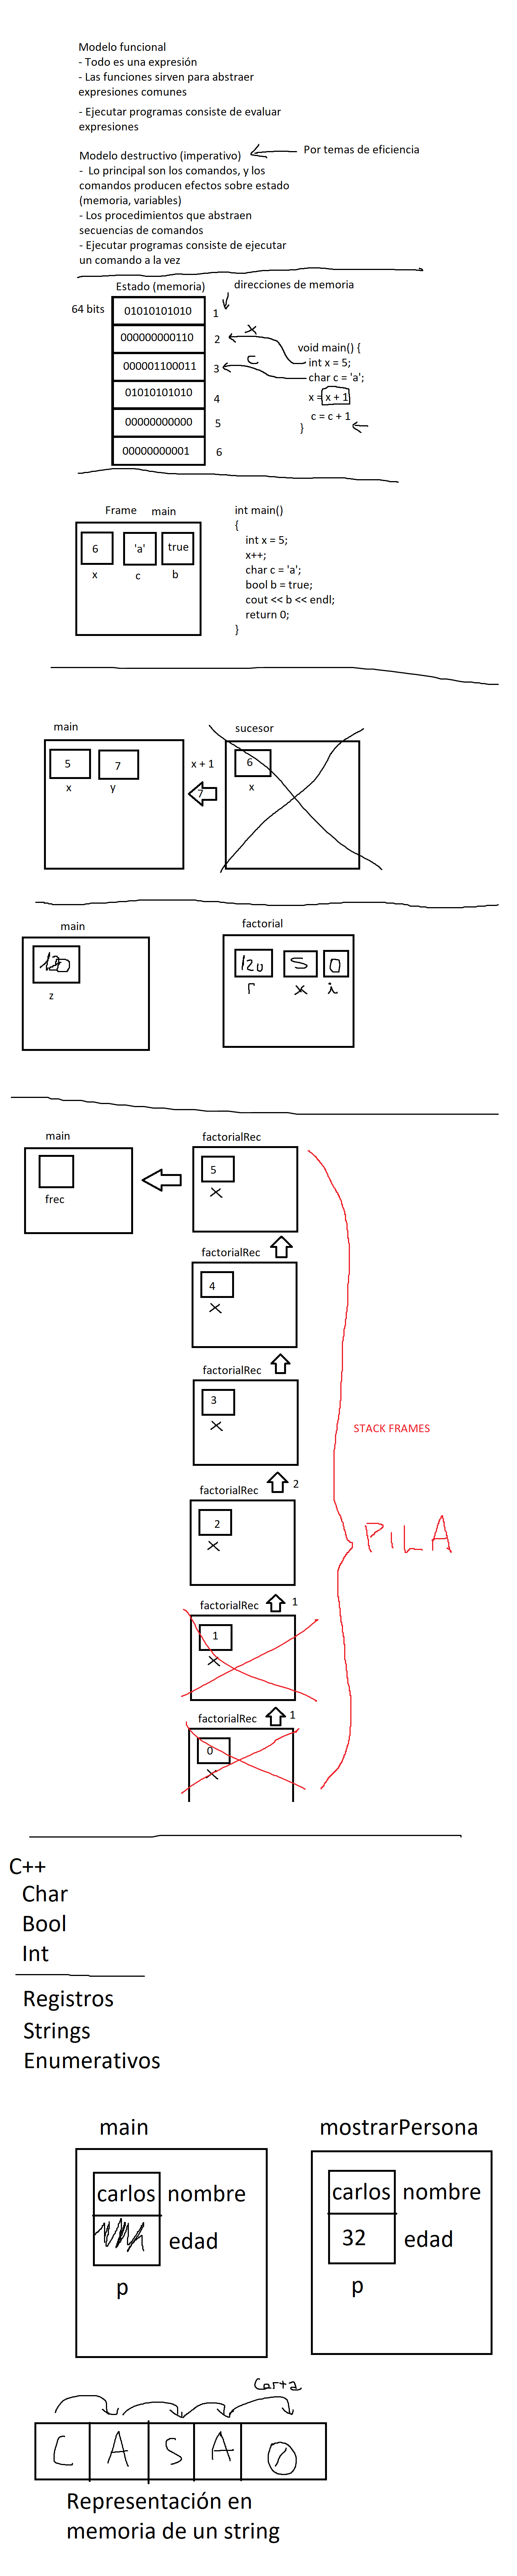 Modelo funcional
- Todo es una expresión
- Las funciones sirven para abstraer
expresiones comunes
- Ejecutar programas consiste de evaluar
expresiones
Modelo destructivo (imperativo)
Por temas de eficiencia
- Lo principal son los comandos, y los
comandos producen efectos sobre estado
(memoria, variables)
- Los procedimientos que abstraen
secuencias de comandos
- Ejecutar programas consiste de ejecutar
un comando a la vez
Estado (memoria)
direcciones de memoria
64 bits
01010101010 1
000000000110 2
000001100011 3
01010101010 4
00000000000 5
00000000001 6
x
c
void main() {
int x = 5;
char c = 'a';
x = x + 1
c = c + 1
}
Frame main
6 'a' true
x c b
int main()
{
int x = 5;
x++;
char c = 'a';
bool b = true;
cout << b << endl;
return 0;
}
main
5 7
x y
x + 1
7
sucesor
6
x
main
120
z
factorial
120 5 0
r x i
main
frec
factorialRec
5
x
factorialRec
4
x
factorialRec
3
x
2
factorialRec
2
x
1
factorialRec
1
x
1
factorialRec
0
x
STACK FRAMES
PILA
C++
Char
Bool
Int
Registros
Strings
Enumerativos
main
carlos nombre
edad
p
mostrarPersona
carlos nombre
32 edad
p
C A S A 0
Representación en
memoria de un string